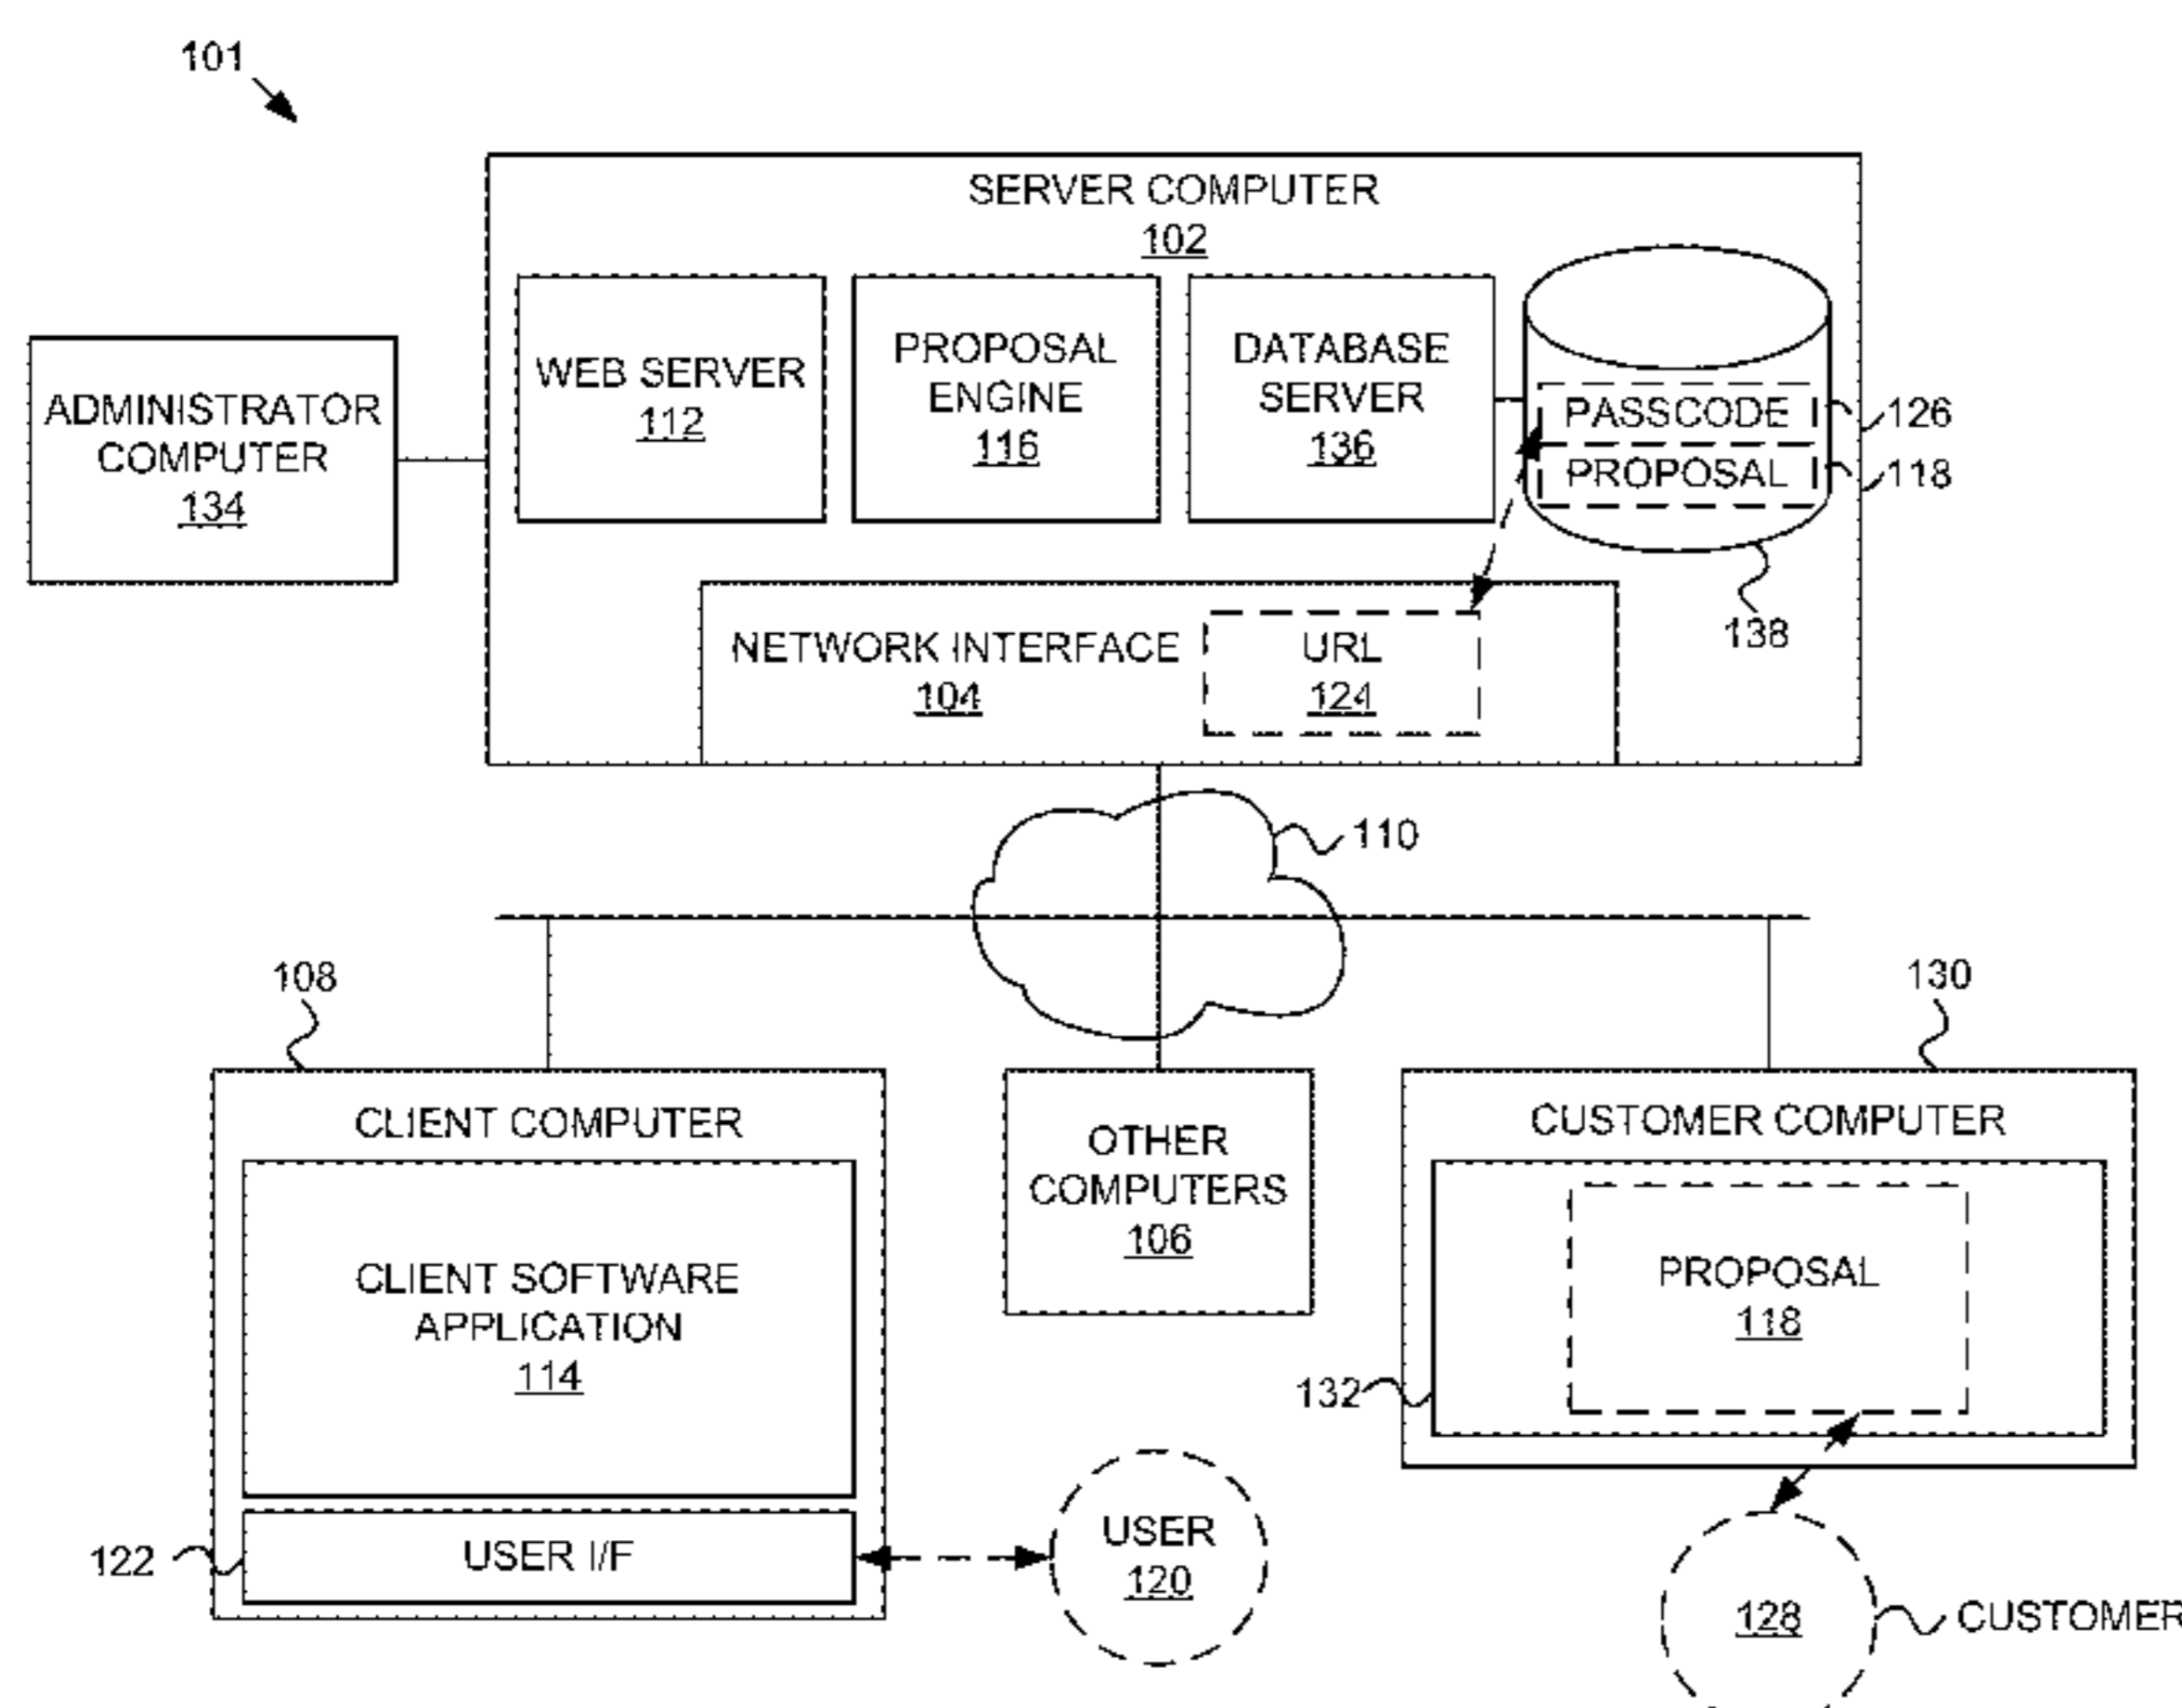 101
SERVER COMPUTER
102
WEB SERVER
112
PROPOSAL
ENGINE
116
DATABASE
SERVER
136
PASSCODE
126
PROPOSAL
118
138
ADMINISTRATOR
COMPUTER
134
NETWORK INTERFACE
104
URL
124
110
108
CLIENT COMPUTER
CLIENT SOFTWARE
APPLICATION
114
122
USER I/F
OTHER
COMPUTERS
106
USER
120
130
CUSTOMER COMPUTER
PROPOSAL
118
132
128
CUSTOMER